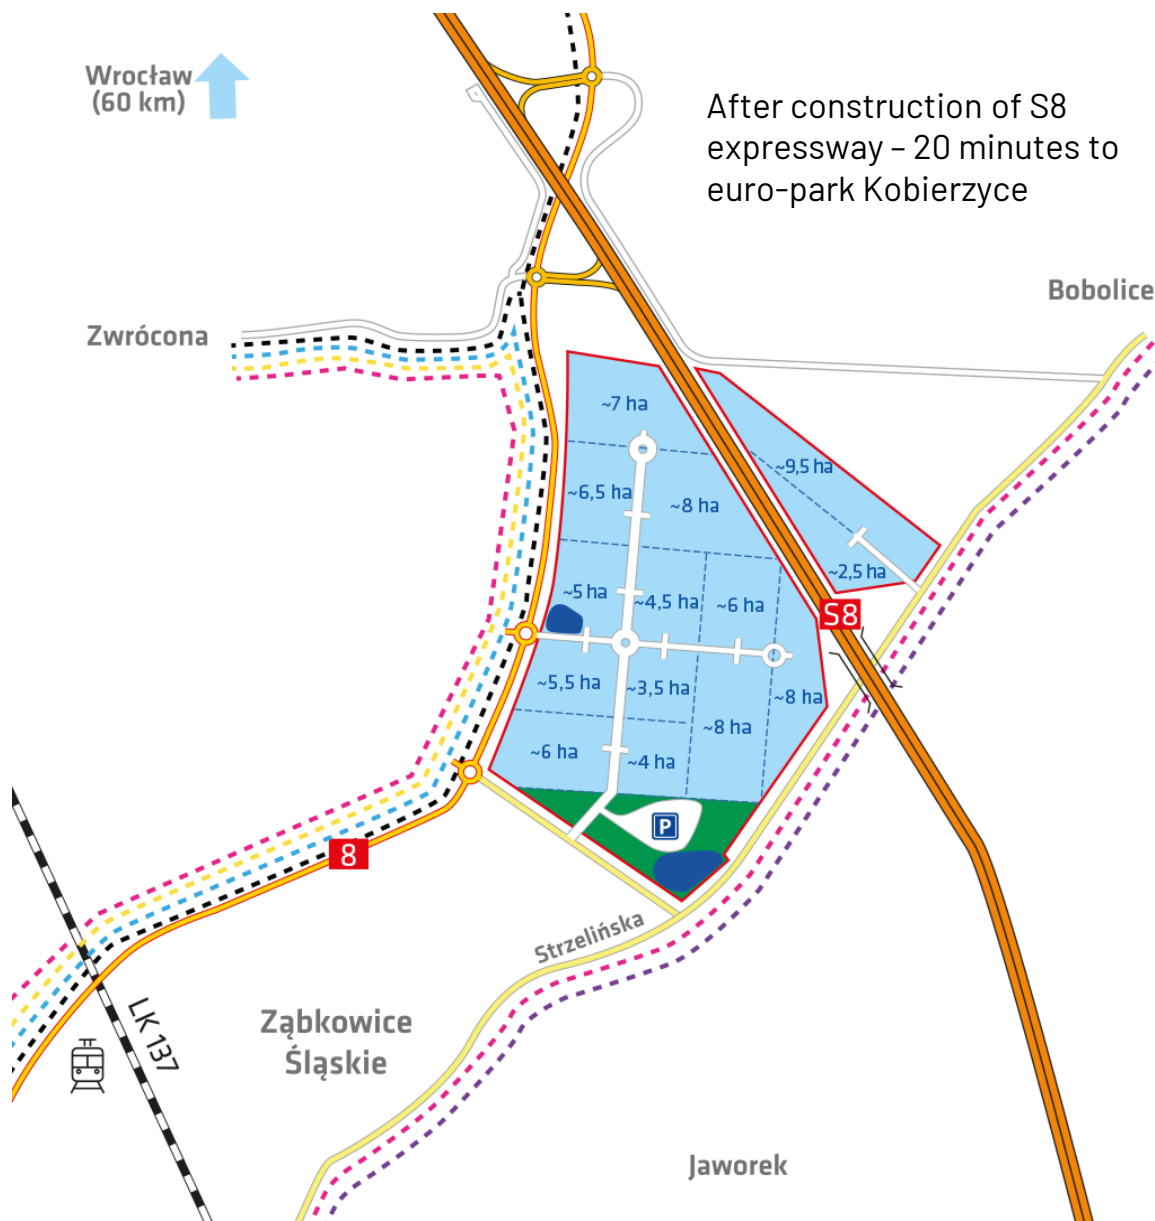 Wrocław
(60 km)
After construction of S8
expressway – 20 minutes to
euro-park Kobierzyce
Bobolice
Zwrócona
~7 ha
~9,5 ha
~6,5 ha
~8 ha
~2,5 ha
~5 ha
~4,5 ha
~6 ha
S8
~5,5 ha
~3,5 ha
~8 ha
~8 ha
~6 ha
~4 ha
P
8
Strzelińska
LK 137
Ząbkowice
Śląskie
Jaworek